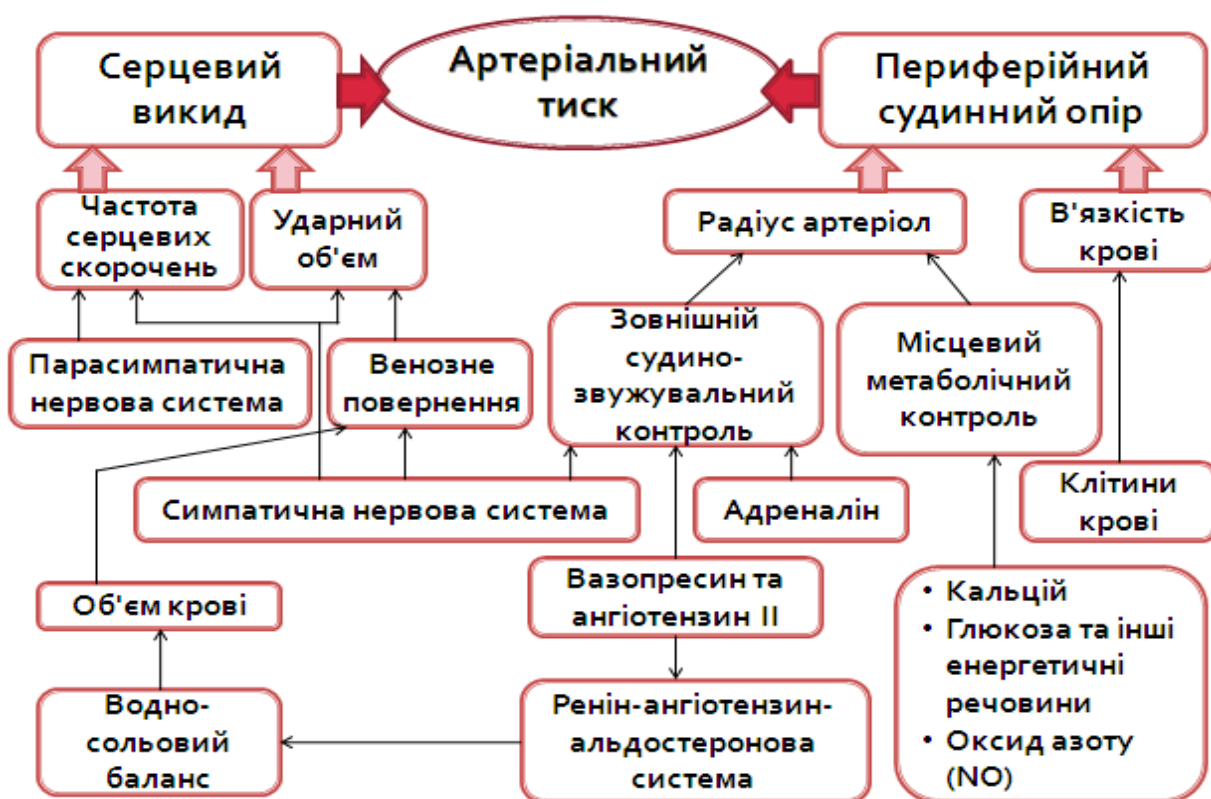 Серцевий
викид
Артеріальний
тиск
Периферійний
судинний опір
Частота
серцевих
скорочень
Ударний
об'єм
Радіус артеріол
В'язкість
крові
Парасимпатична
нервова система
Венозне
повернення
Зовнішній
судино-
звужувальний
контроль
Місцевий
метаболічний
контроль
Симпатична нервова система
Адреналін
Клітини
крові
Об'єм крові
Вазопресин та
ангіотензин II
• Кальцій
• Глюкоза та інші
енергетичні
речовини
• Оксид азоту
(NO)
Водно-
сольовий
баланс
Ренін-ангіотензин-
альдостеронова
система